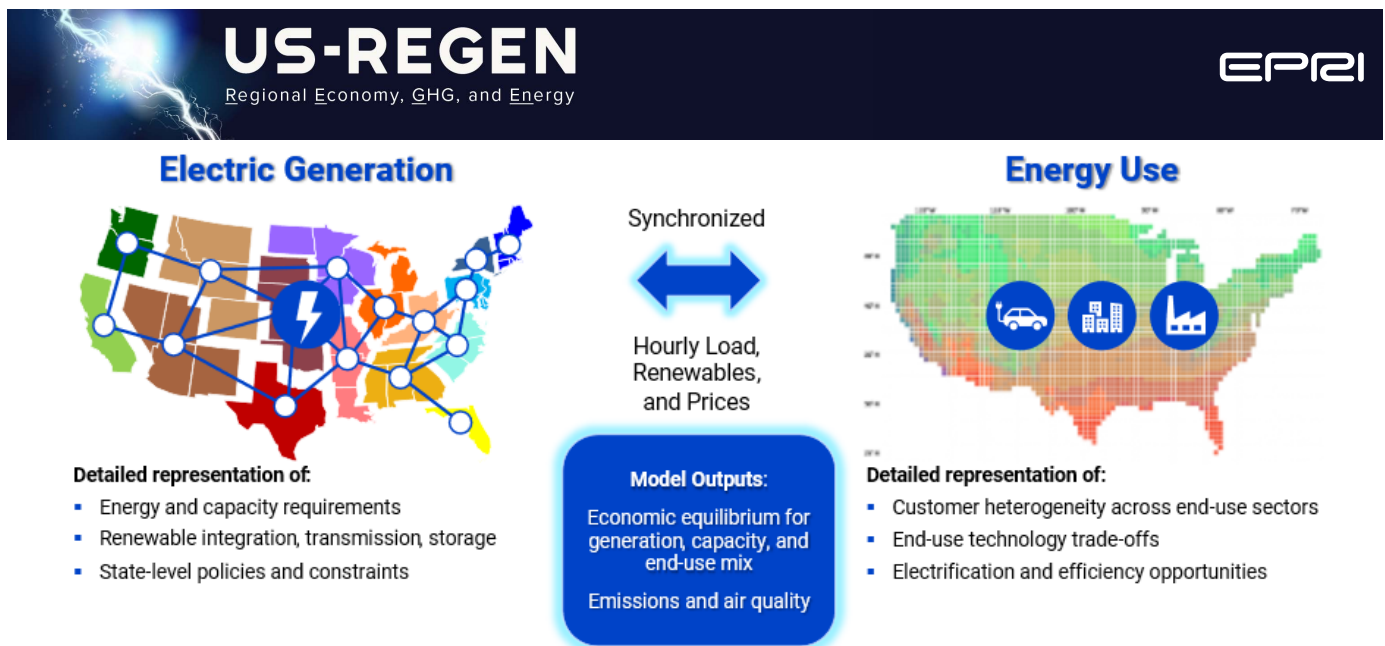 US-REGEN
Regional Economy, GHG, and Energy
EPRI
Electric Generation
Detailed representation of:
Energy and capacity requirements
Renewable integration, transmission, storage
State-level policies and constraints
Synchronized
Hourly Load,
Renewables,
and Prices
Model Outputs:
Economic equilibrium for
generation, capacity, and
end-use mix
Emissions and air quality
Energy Use
Detailed representation of:
Customer heterogeneity across end-use sectors
End-use technology trade-offs
Electrification and efficiency opportunities